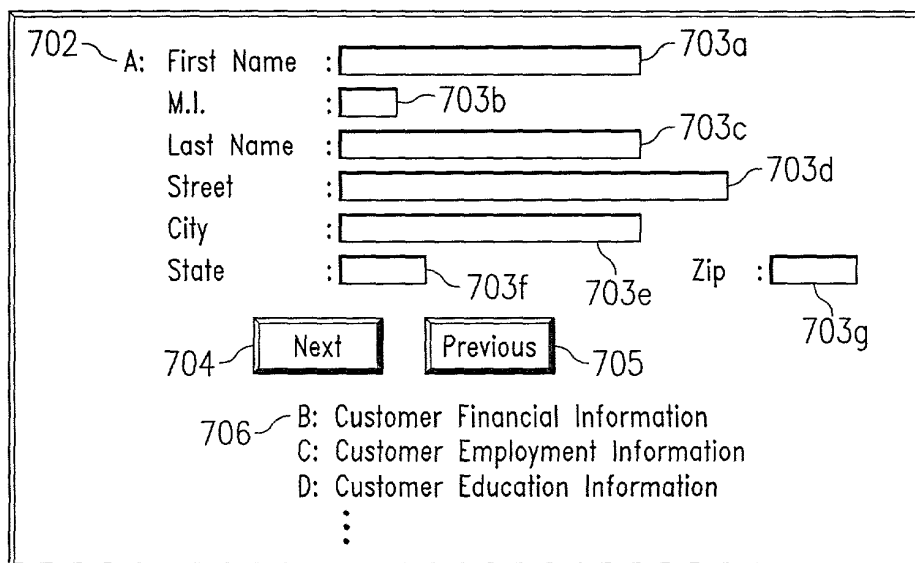 702 A: First Name : 703a
M.I. : 703b
Last Name : 703c
Street : 703d
City : 703e
State : 703f Zip : 703g
704 Next Previous 705
706 B: Customer Financial Information
C: Customer Employment Information
D: Customer Education Information